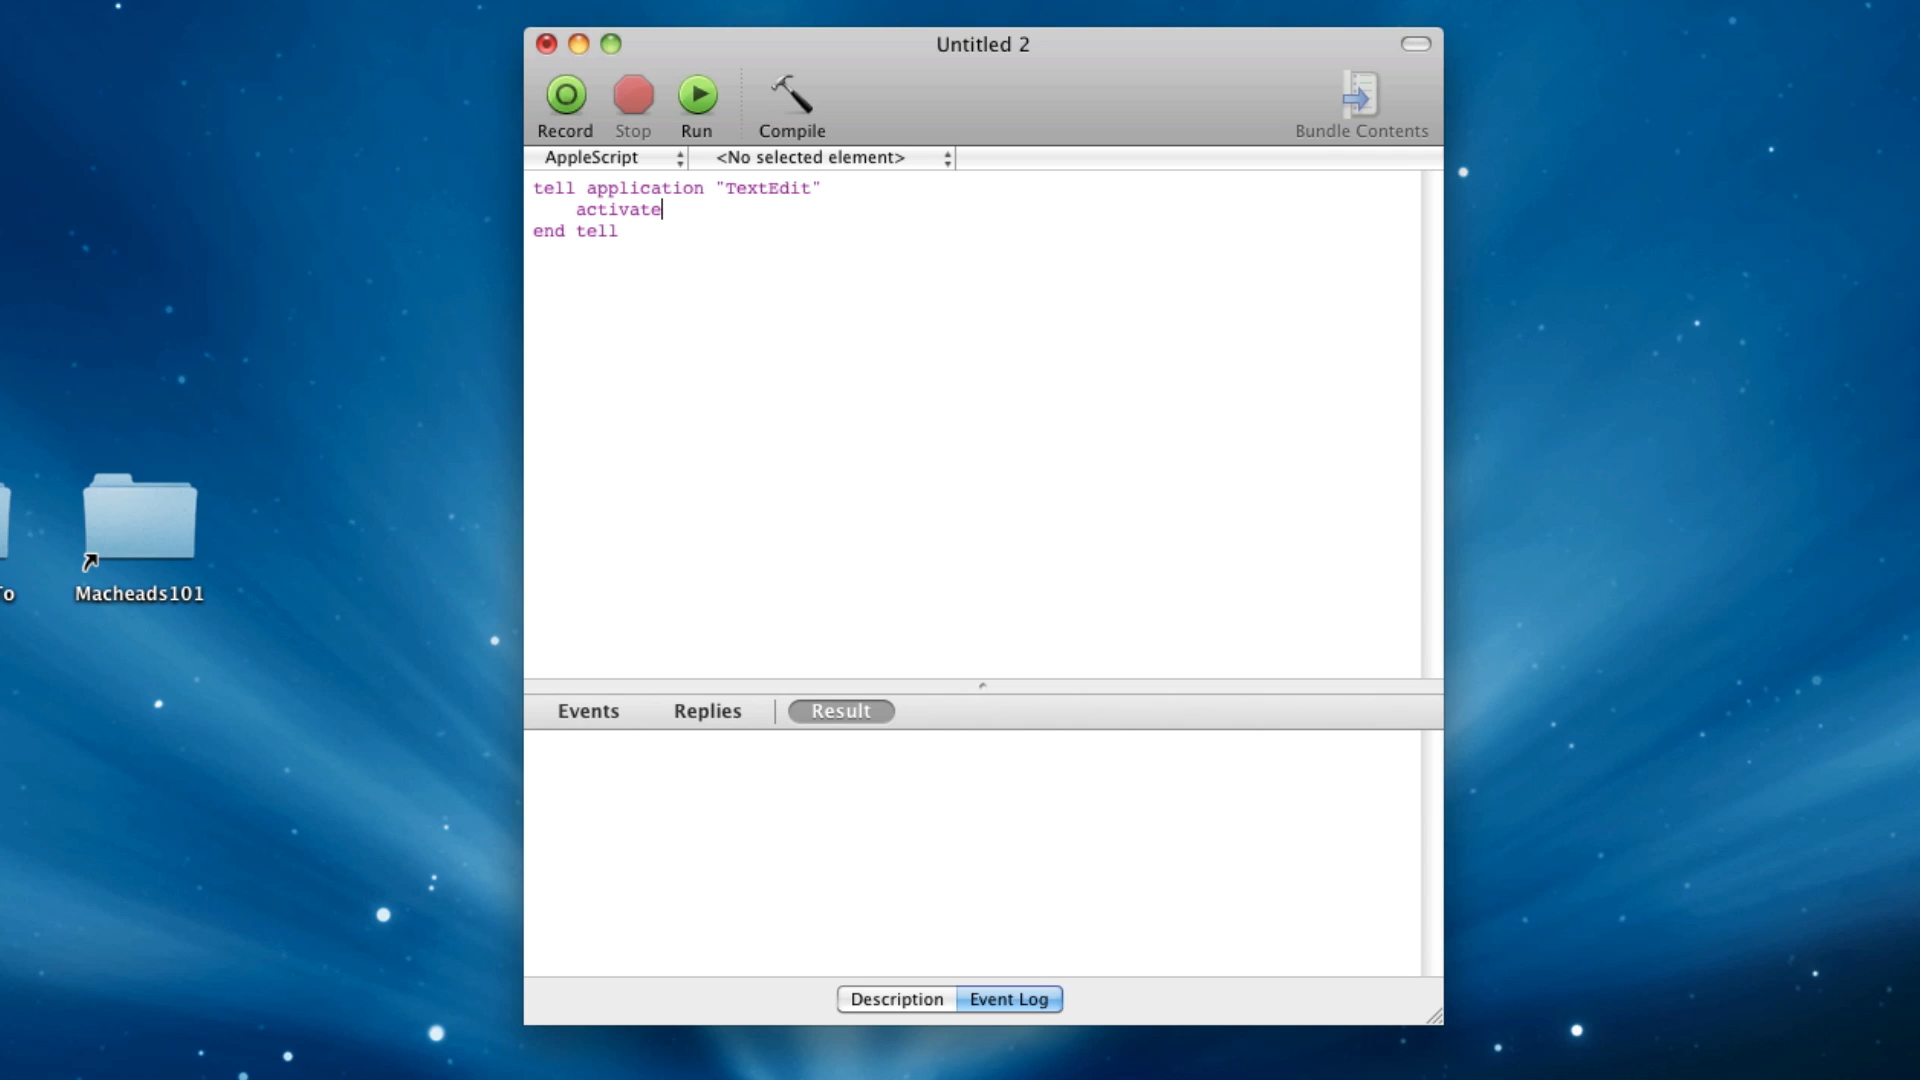 Untitled 2
Record Stop Run Compile Bundle Contents
AppleScript <No selected element>
tell application "TextEdit"
activate
end tell
To
Macheads101
Events Replies Result
Description Event Log